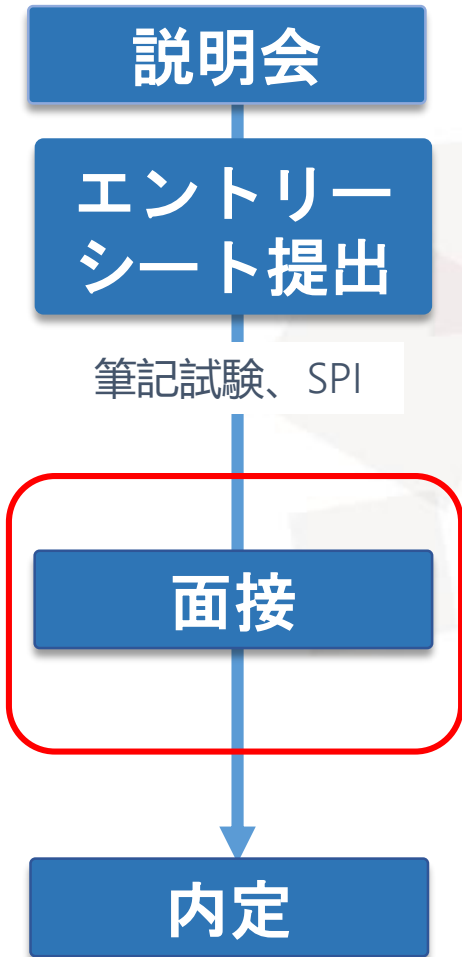 説明会
エントリー
シート提出
筆記試験、SPI
面接
内定